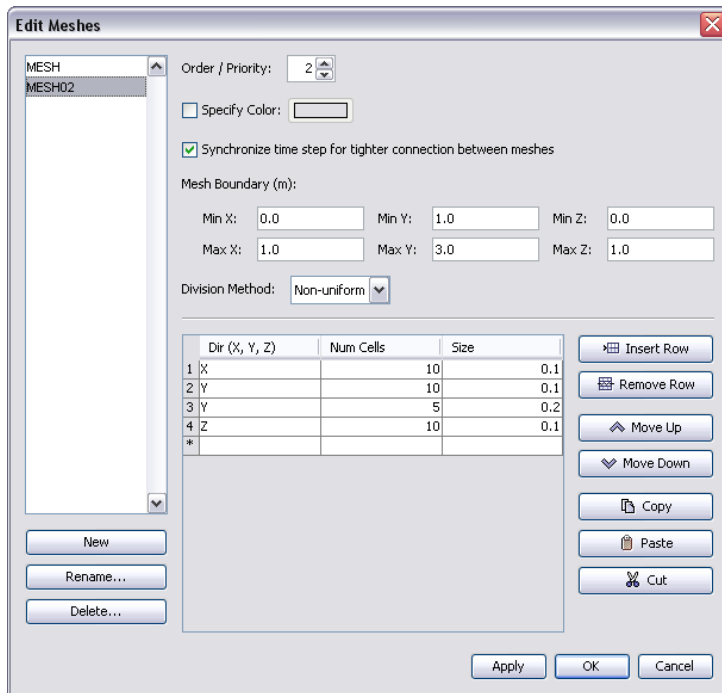 Edit Meshes
MESH
MESH02
Order / Priority: 2
Specify Color:
Synchronize time step for tighter connection between meshes
Mesh Boundary (m):
Min X: 0.0 Min Y: 1.0 Min Z: 0.0
Max X: 1.0 Max Y: 3.0 Max Z: 1.0
Division Method: Non-uniform
Dir (X, Y, Z) Num Cells Size
1 X 10 0.1
2 Y 10 0.1
3 Y 5 0.2
4 Z 10 0.1
*
Insert Row
Remove Row
Move Up
Move Down
Copy
Paste
Cut
New
Rename...
Delete...
Apply OK Cancel